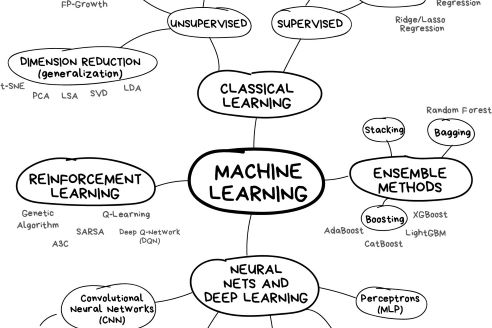 FP-Growth
Regression
UNSUPERVISED
SUPERVISED
Ridge/Lasso
Regression
DIMENSION REDUCTION
(generalization)
t-SNE
PCA
LSA
SVD
LDA
CLASSICAL
LEARNING
Random Forest
Stacking
Bagging
MACHINE
LEARNING
REINFORCEMENT
LEARNING
ENSEMBLE
METHODS
Genetic
Algorithm
Q-Learning
SARSA
Deep Q-Network
(DQN)
A3C
Boosting
XGBoost
AdaBoost
LightGBM
CatBoost
NEURAL
NETS AND
DEEP LEARNING
Convolutional
Neural Networks
(CNN)
Perceptrons
(MLP)